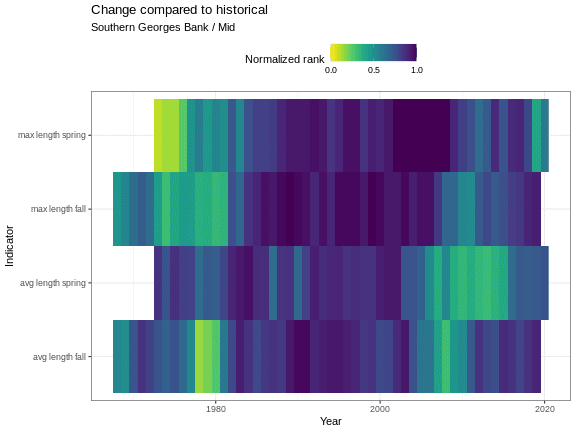 Change compared to historical
Southern Georges Bank / Mid
Normalized rank
0.0 0.5 1.0
max length spring
max length fall
avg length spring
avg length fall
Indicator
1980 2000 2020
Year